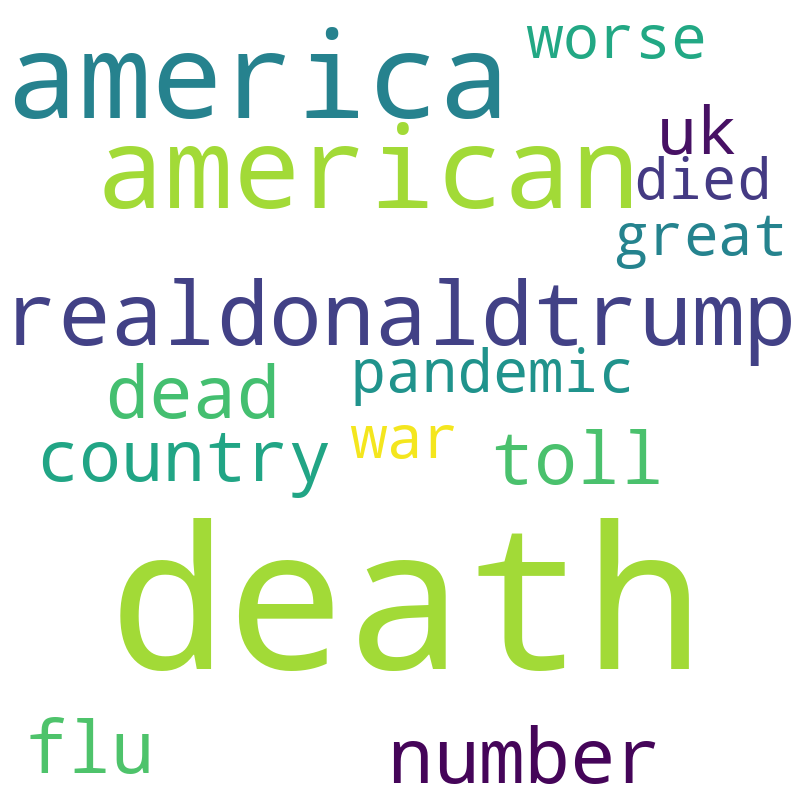 america
worse
american
uk
died
great
realdonaldtrump
dead
pandemic
country
war
toll
death
flu
number